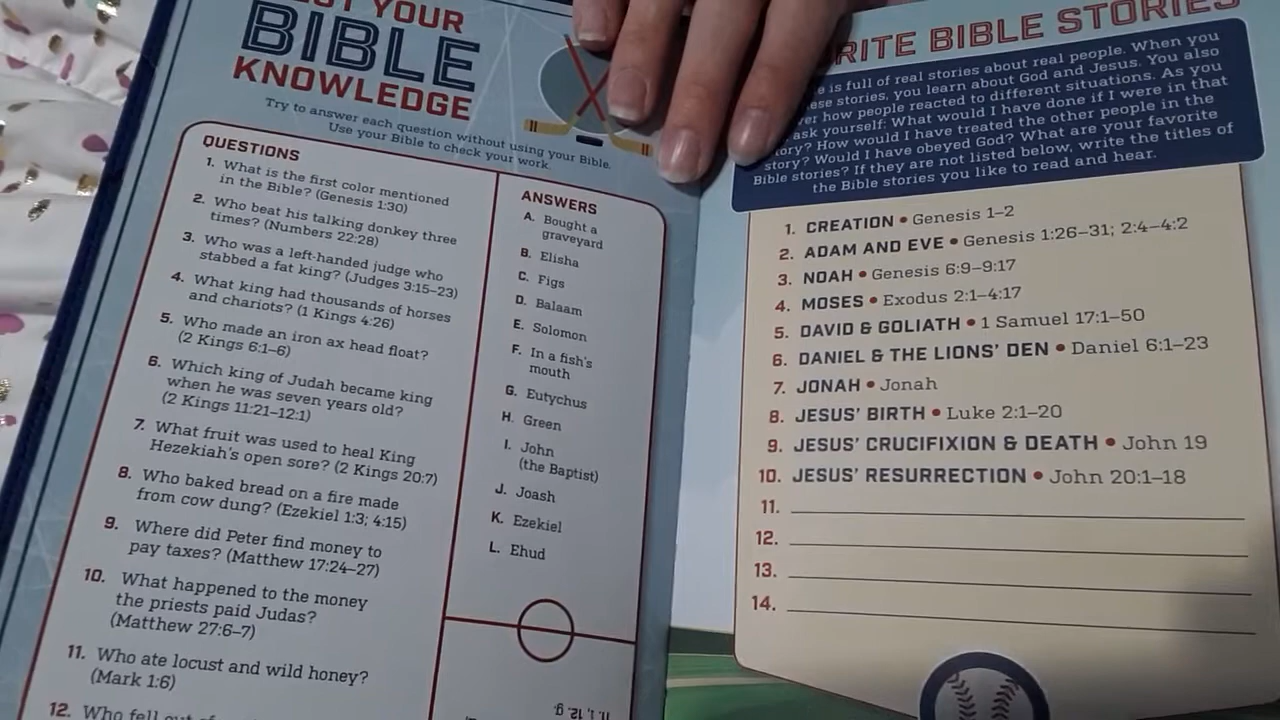 YOUR
BIBLE
KNOWLEDGE
Try to answer each question without using your Bible.
Use your Bible to check your work.
QUESTIONS
1. What is the first color mentioned
in the Bible? (Genesis 1:30)
2. Who beat his talking donkey three
times? (Numbers 22:28)
3. Who was a left-handed judge who
stabbed a fat king? (Judges 3:15–23)
4. What king had thousands of horses
and chariots? (1 Kings 4:26)
5. Who made an iron ax head float?
(2 Kings 6:1–6)
6. Which king of Judah became king
when he was seven years old?
(2 Kings 11:21–12:1)
7. What fruit was used to heal King
Hezekiah's open sore? (2 Kings 20:7)
8. Who baked bread on a fire made
from cow dung? (Ezekiel 1:3; 4:15)
9. Where did Peter find money to
pay taxes? (Matthew 17:24–27)
10. What happened to the money
the priests paid Judas?
(Matthew 27:6–7)
11. Who ate locust and wild honey?
(Mark 1:6)
12. Who fell out of
ANSWERS
A. Bought a
graveyard
B. Elisha
C. Figs
D. Balaam
E. Solomon
F. In a fish's
mouth
G. Eutychus
H. Green
I. John
(the Baptist)
J. Joash
K. Ezekiel
L. Ehud
11. I, 12. g
RITE BIBLE STORIES
e is full of real stories about real people. When you
ese stories, you learn about God and Jesus. You also
er how people reacted to different situations. As you
ask yourself: What would I have done if I were in that
tory? How would I have treated the other people in the
story? Would I have obeyed God? What are your favorite
Bible stories? If they are not listed below, write the titles of
the Bible stories you like to read and hear.
1. CREATION • Genesis 1–2
2. ADAM AND EVE • Genesis 1:26–31; 2:4–4:2
3. NOAH • Genesis 6:9–9:17
4. MOSES • Exodus 2:1–4:17
5. DAVID & GOLIATH • 1 Samuel 17:1–50
6. DANIEL & THE LIONS' DEN • Daniel 6:1–23
7. JONAH • Jonah
8. JESUS' BIRTH • Luke 2:1–20
9. JESUS' CRUCIFIXION & DEATH • John 19
10. JESUS' RESURRECTION • John 20:1–18
11.
12.
13.
14.